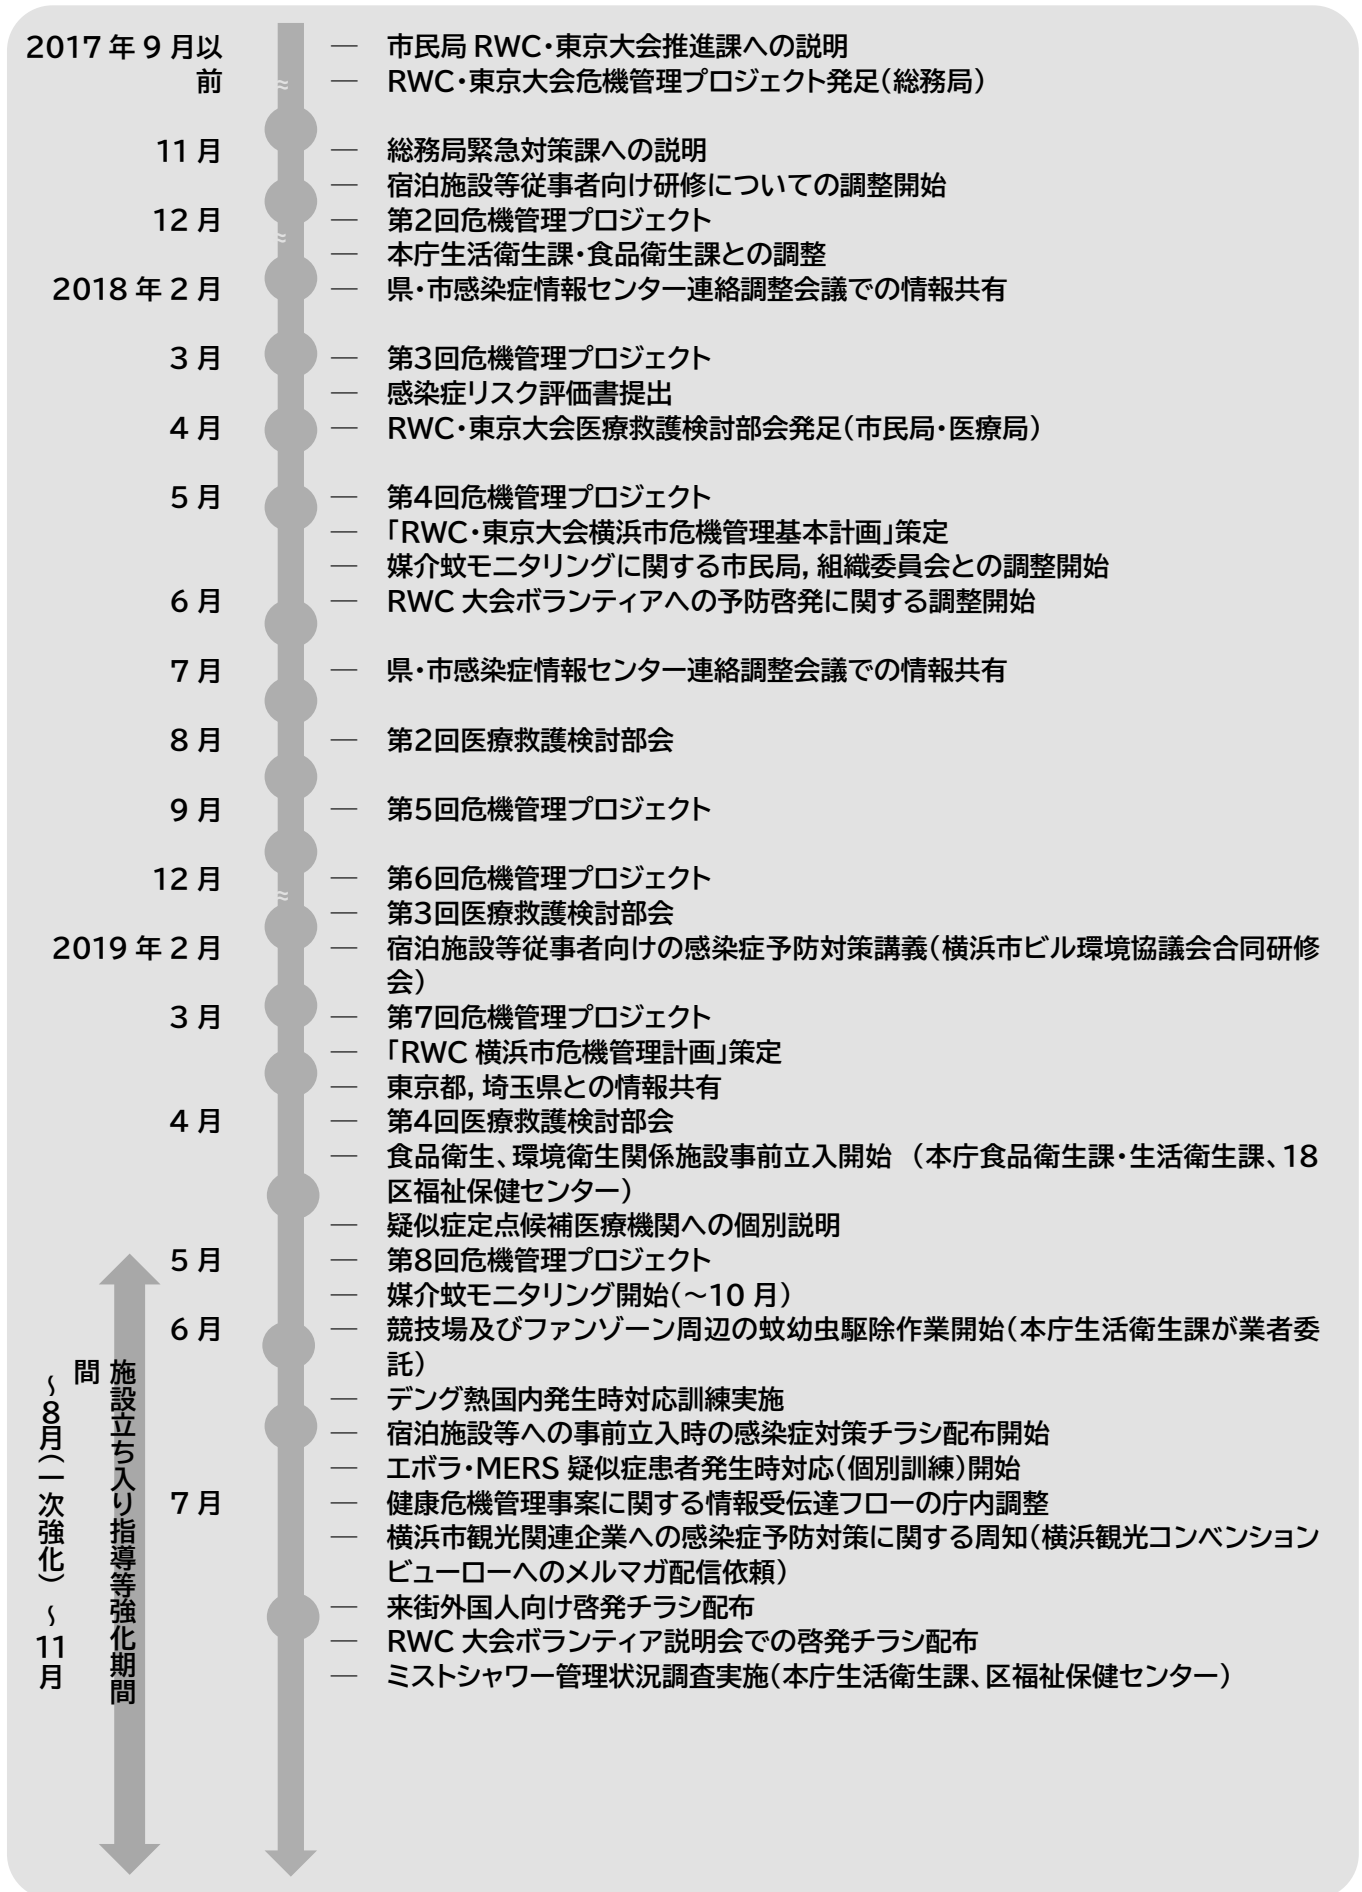 2017年9月以
前
― 市民局RWC・東京大会推進課への説明
― RWC・東京大会危機管理プロジェクト発足(総務局)
11月
― 総務局緊急対策課への説明
― 宿泊施設等従事者向け研修についての調整開始
12月
― 第2回危機管理プロジェクト
― 本庁生活衛生課・食品衛生課との調整
2018年2月
― 県・市感染症情報センター連絡調整会議での情報共有
3月
― 第3回危機管理プロジェクト
― 感染症リスク評価書提出
4月
― RWC・東京大会医療救護検討部会発足(市民局・医療局)
5月
― 第4回危機管理プロジェクト
― 「RWC・東京大会横浜市危機管理基本計画」策定
― 媒介蚊モニタリングに関する市民局,組織委員会との調整開始
6月
― RWC大会ボランティアへの予防啓発に関する調整開始
7月
― 県・市感染症情報センター連絡調整会議での情報共有
8月
― 第2回医療救護検討部会
9月
― 第5回危機管理プロジェクト
12月
― 第6回危機管理プロジェクト
― 第3回医療救護検討部会
2019年2月
― 宿泊施設等従事者向けの感染症予防対策講義(横浜市ビル環境協議会合同研修
会)
3月
― 第7回危機管理プロジェクト
― 「RWC横浜市危機管理計画」策定
― 東京都,埼玉県との情報共有
4月
― 第4回医療救護検討部会
― 食品衛生、環境衛生関係施設事前立入開始 (本庁食品衛生課・生活衛生課、18
区福祉保健センター)
― 疑似症定点候補医療機関への個別説明
5月
― 第8回危機管理プロジェクト
― 媒介蚊モニタリング開始(~10月)
6月
― 競技場及びファンゾーン周辺の蚊幼虫駆除作業開始(本庁生活衛生課が業者委
託)
― デング熱国内発生時対応訓練実施
― 宿泊施設等への事前立入時の感染症対策チラシ配布開始
― エボラ・MERS疑似症患者発生時対応(個別訓練)開始
7月
― 健康危機管理事案に関する情報受伝達フローの庁内調整
― 横浜市観光関連企業への感染症予防対策に関する周知(横浜観光コンベンション
ビューローへのメルマガ配信依頼)
― 来街外国人向け啓発チラシ配布
― RWC大会ボランティア説明会での啓発チラシ配布
― ミストシャワー管理状況調査実施(本庁生活衛生課、区福祉保健センター)
施設立ち入り指導等強化期間
間
~8月(一次強化)~11月